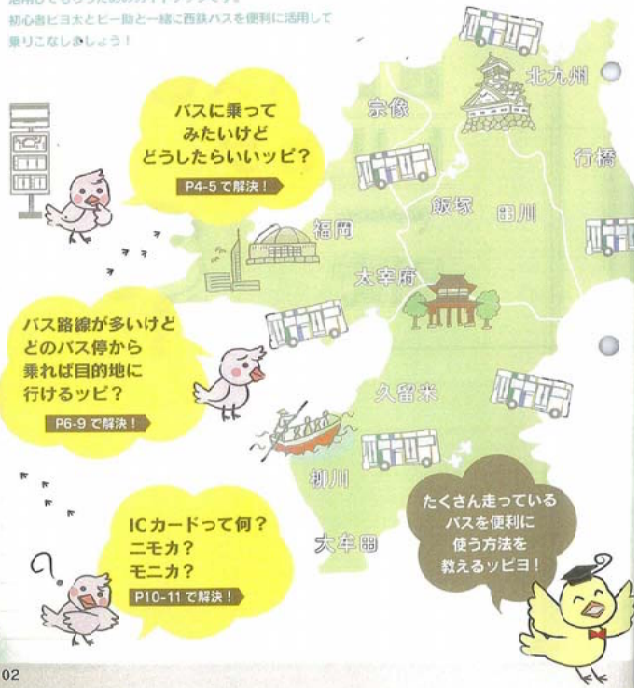 初心者ピヨ太とピー助と一緒に西鉄バスを便利に活用して
乗りこなしましょう！
バスに乗って
みたいけど
どうしたらいいッピ？
P4-5で解決！
北九州
宗像
行橋
飯塚
田川
福岡
太宰府
バス路線が多いけど
どのバス停から
乗れば目的地に
行けるッピ？
P6-9で解決！
久留米
柳川
大牟田
ICカードって何？
ニモカ？
モニカ？
P10-11で解決！
たくさん走っている
バスを便利に
使う方法を
教えるッピヨ！
02